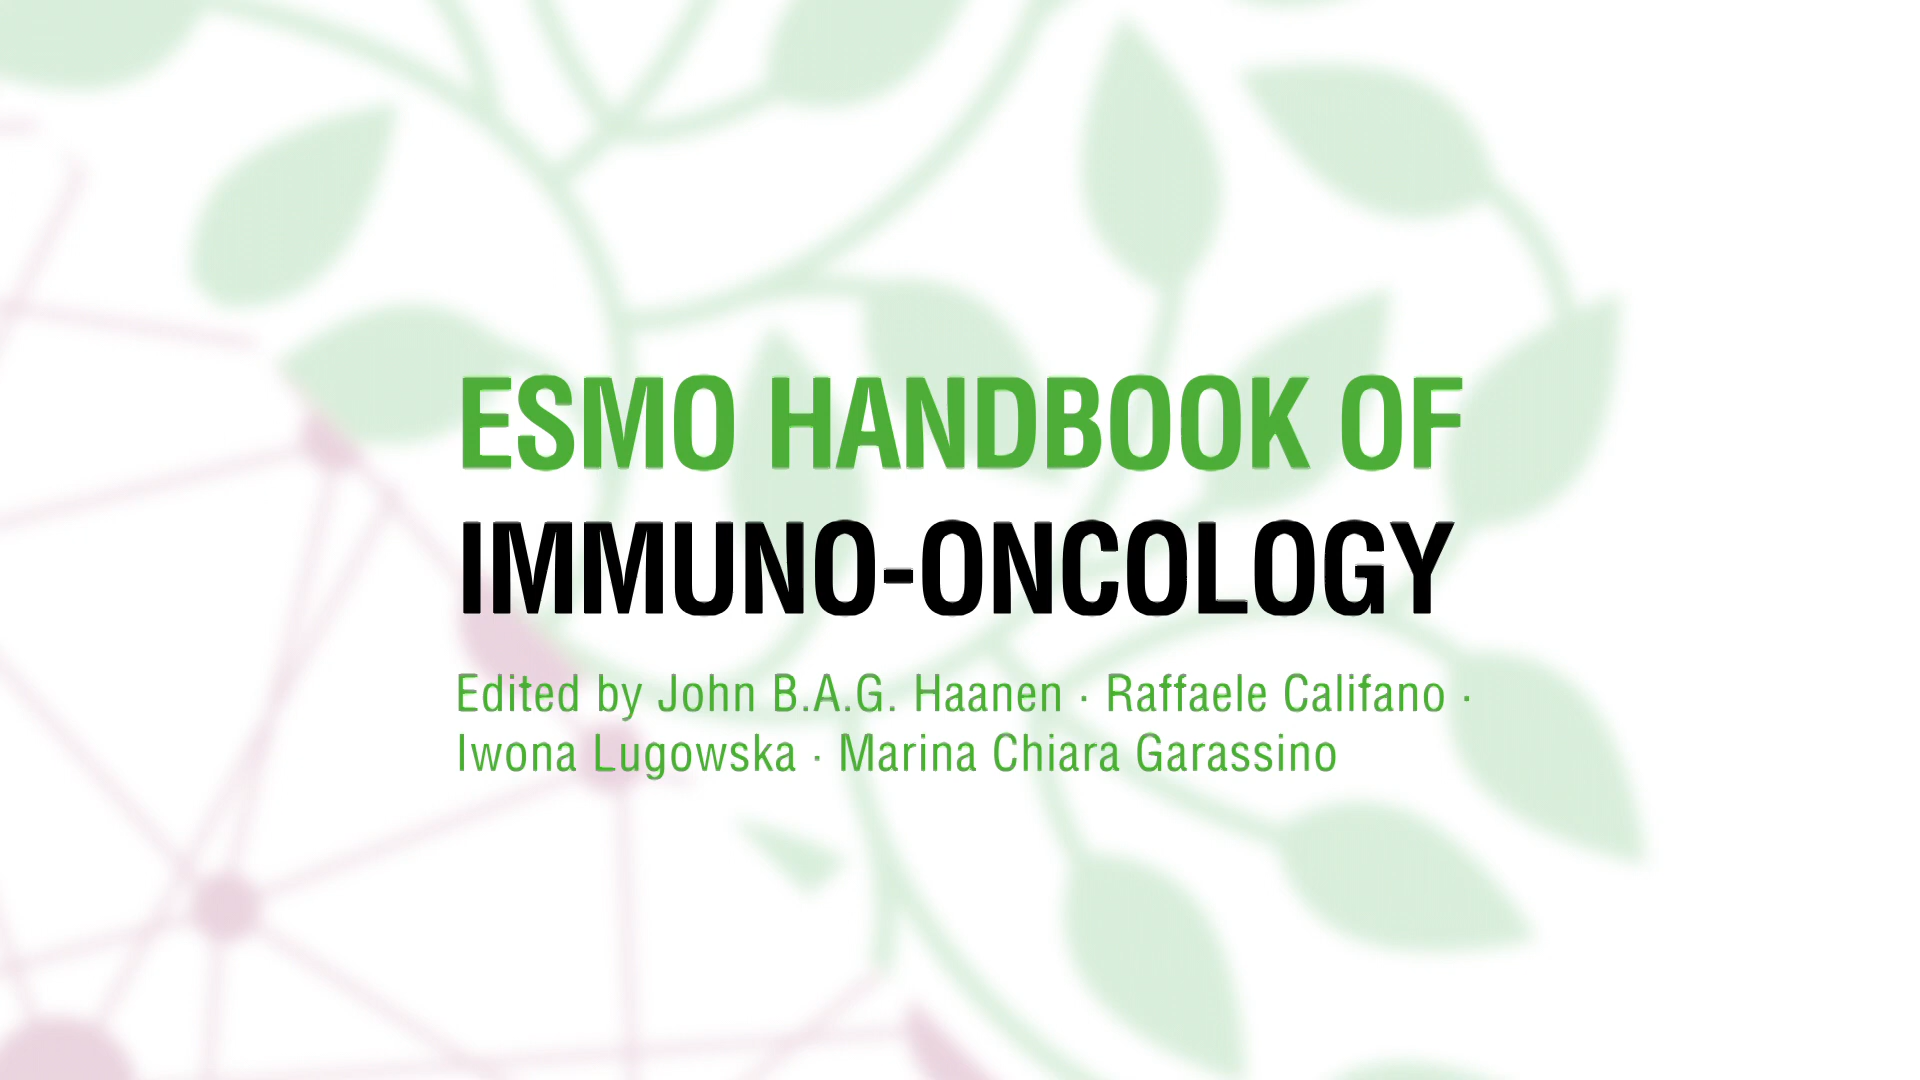 ESMO HANDBOOK OF
IMMUNO-ONCOLOGY
Edited by John B.A.G. Haanen · Raffaele Califano ·
Iwona Lugowska · Marina Chiara Garassino